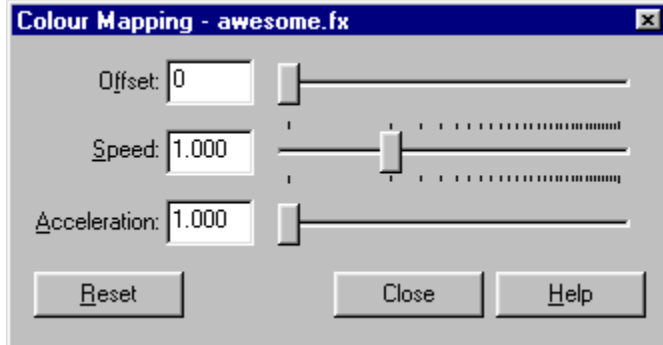 Colour Mapping - awesome.fx
Offset: 0
Speed: 1.000
Acceleration: 1.000
Reset Close Help